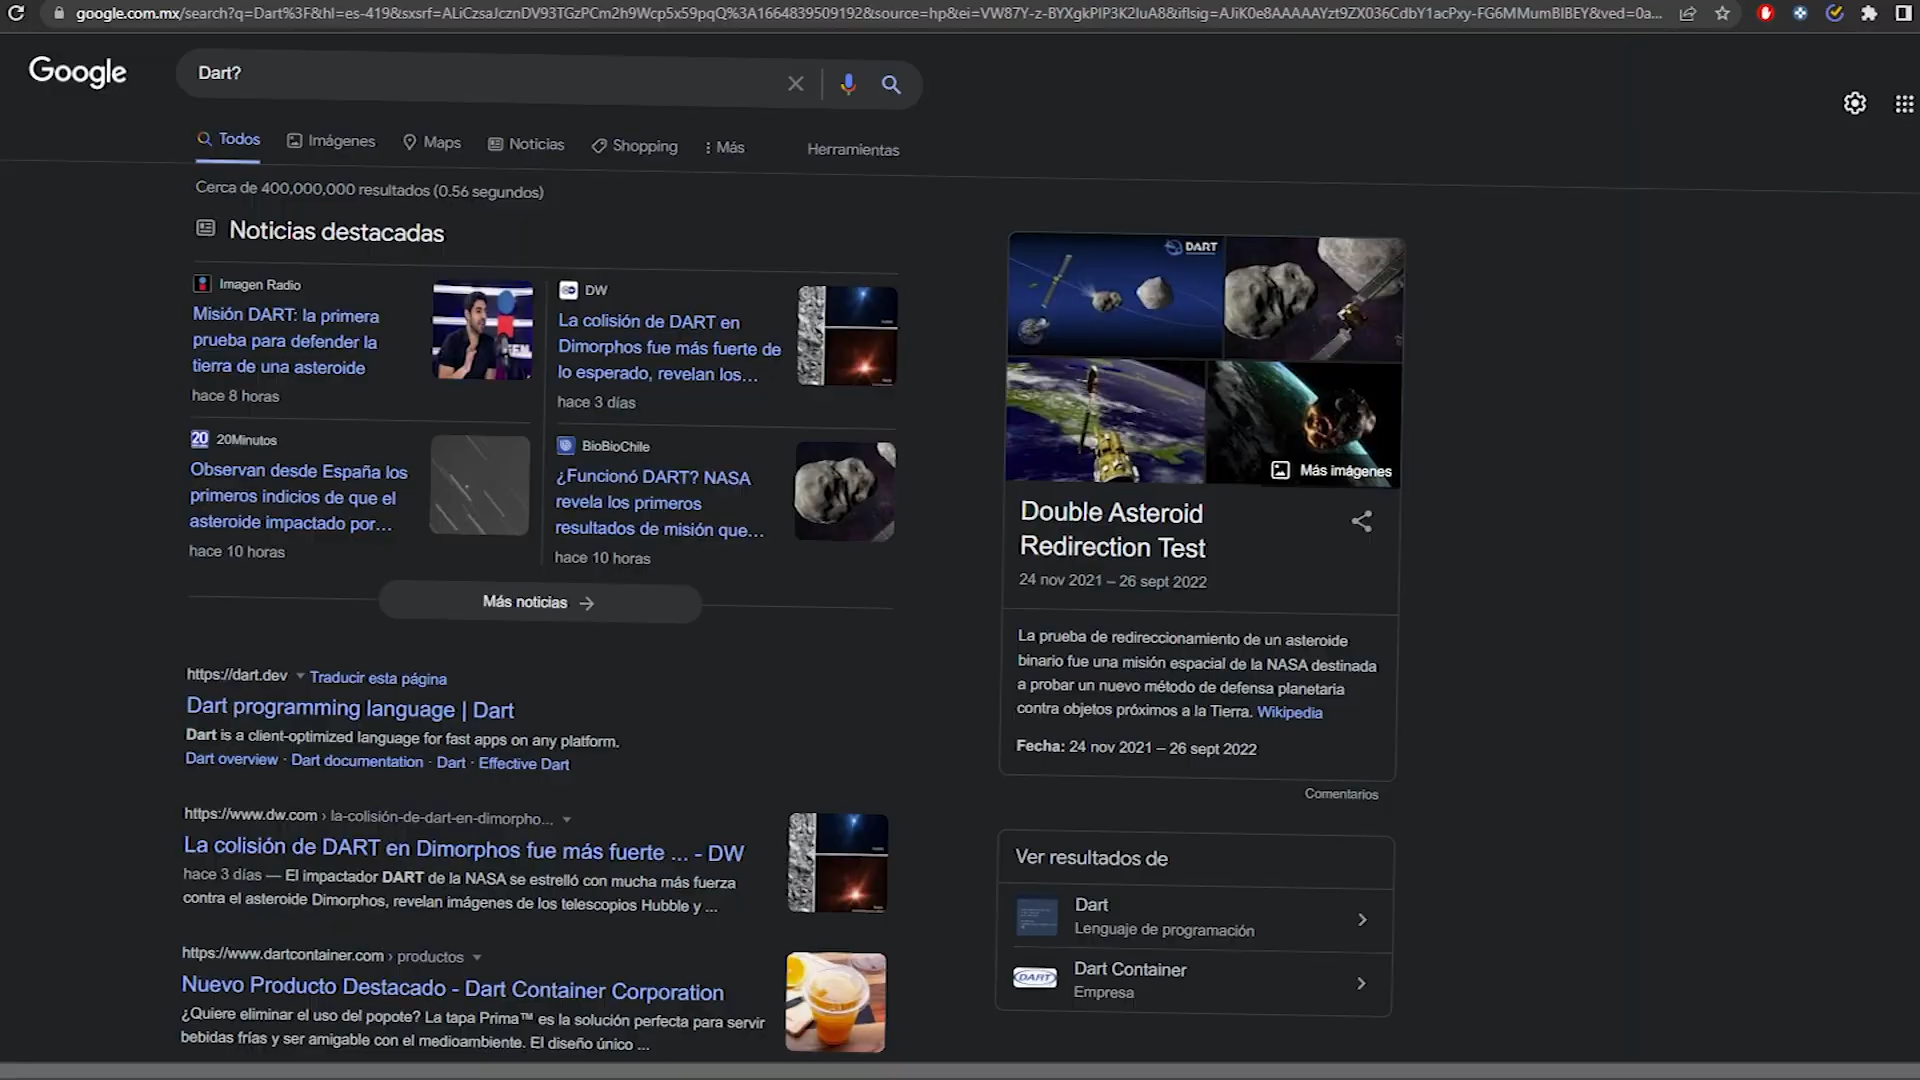 google.com.mx/search?q=Dart%3F&hl=es-419&sxsrf=ALiCzsaJcznDV93TGzPCm2h9Wcp5x59pqQ%3A1664839509192&source=hp&ei=VW87Y-z-BYXgkPIP3K2IuA8&iflsig=AJiK0e8AAAAAYzt9ZX036CdbY1acPxy-FG6MMumBIBEY&ved=0a...
Google
Dart?
Todos
Imágenes
Maps
Noticias
Shopping
Más
Herramientas
Cerca de 400,000,000 resultados (0.56 segundos)
Noticias destacadas
Imagen Radio
Misión DART: la primera
prueba para defender la
tierra de una asteroide
hace 8 horas
DW
La colisión de DART en
Dimorphos fue más fuerte de
lo esperado, revelan los...
hace 3 días
20
20Minutos
Observan desde España los
primeros indicios de que el
asteroide impactado por...
hace 10 horas
BioBioChile
¿Funcionó DART? NASA
revela los primeros
resultados de misión que...
hace 10 horas
Más noticias
https://dart.dev
Traducir esta página
Dart programming language | Dart
Dart is a client-optimized language for fast apps on any platform.
Dart overview · Dart documentation · Dart · Effective Dart
https://www.dw.com › la-colisión-de-dart-en-dimorpho...
La colisión de DART en Dimorphos fue más fuerte ... - DW
hace 3 días — El impactador DART de la NASA se estrelló con mucha más fuerza
contra el asteroide Dimorphos, revelan imágenes de los telescopios Hubble y ...
https://www.dartcontainer.com › productos
Nuevo Producto Destacado - Dart Container Corporation
¿Quiere eliminar el uso del popote? La tapa Prima™ es la solución perfecta para servir
bebidas frías y ser amigable con el medioambiente. El diseño único ...
DART
Más imágenes
Double Asteroid
Redirection Test
24 nov 2021 – 26 sept 2022
La prueba de redireccionamiento de un asteroide
binario fue una misión espacial de la NASA destinada
a probar un nuevo método de defensa planetaria
contra objetos próximos a la Tierra. Wikipedia
Fecha: 24 nov 2021 – 26 sept 2022
Comentarios
Ver resultados de
Dart
Lenguaje de programación
DART
Dart Container
Empresa